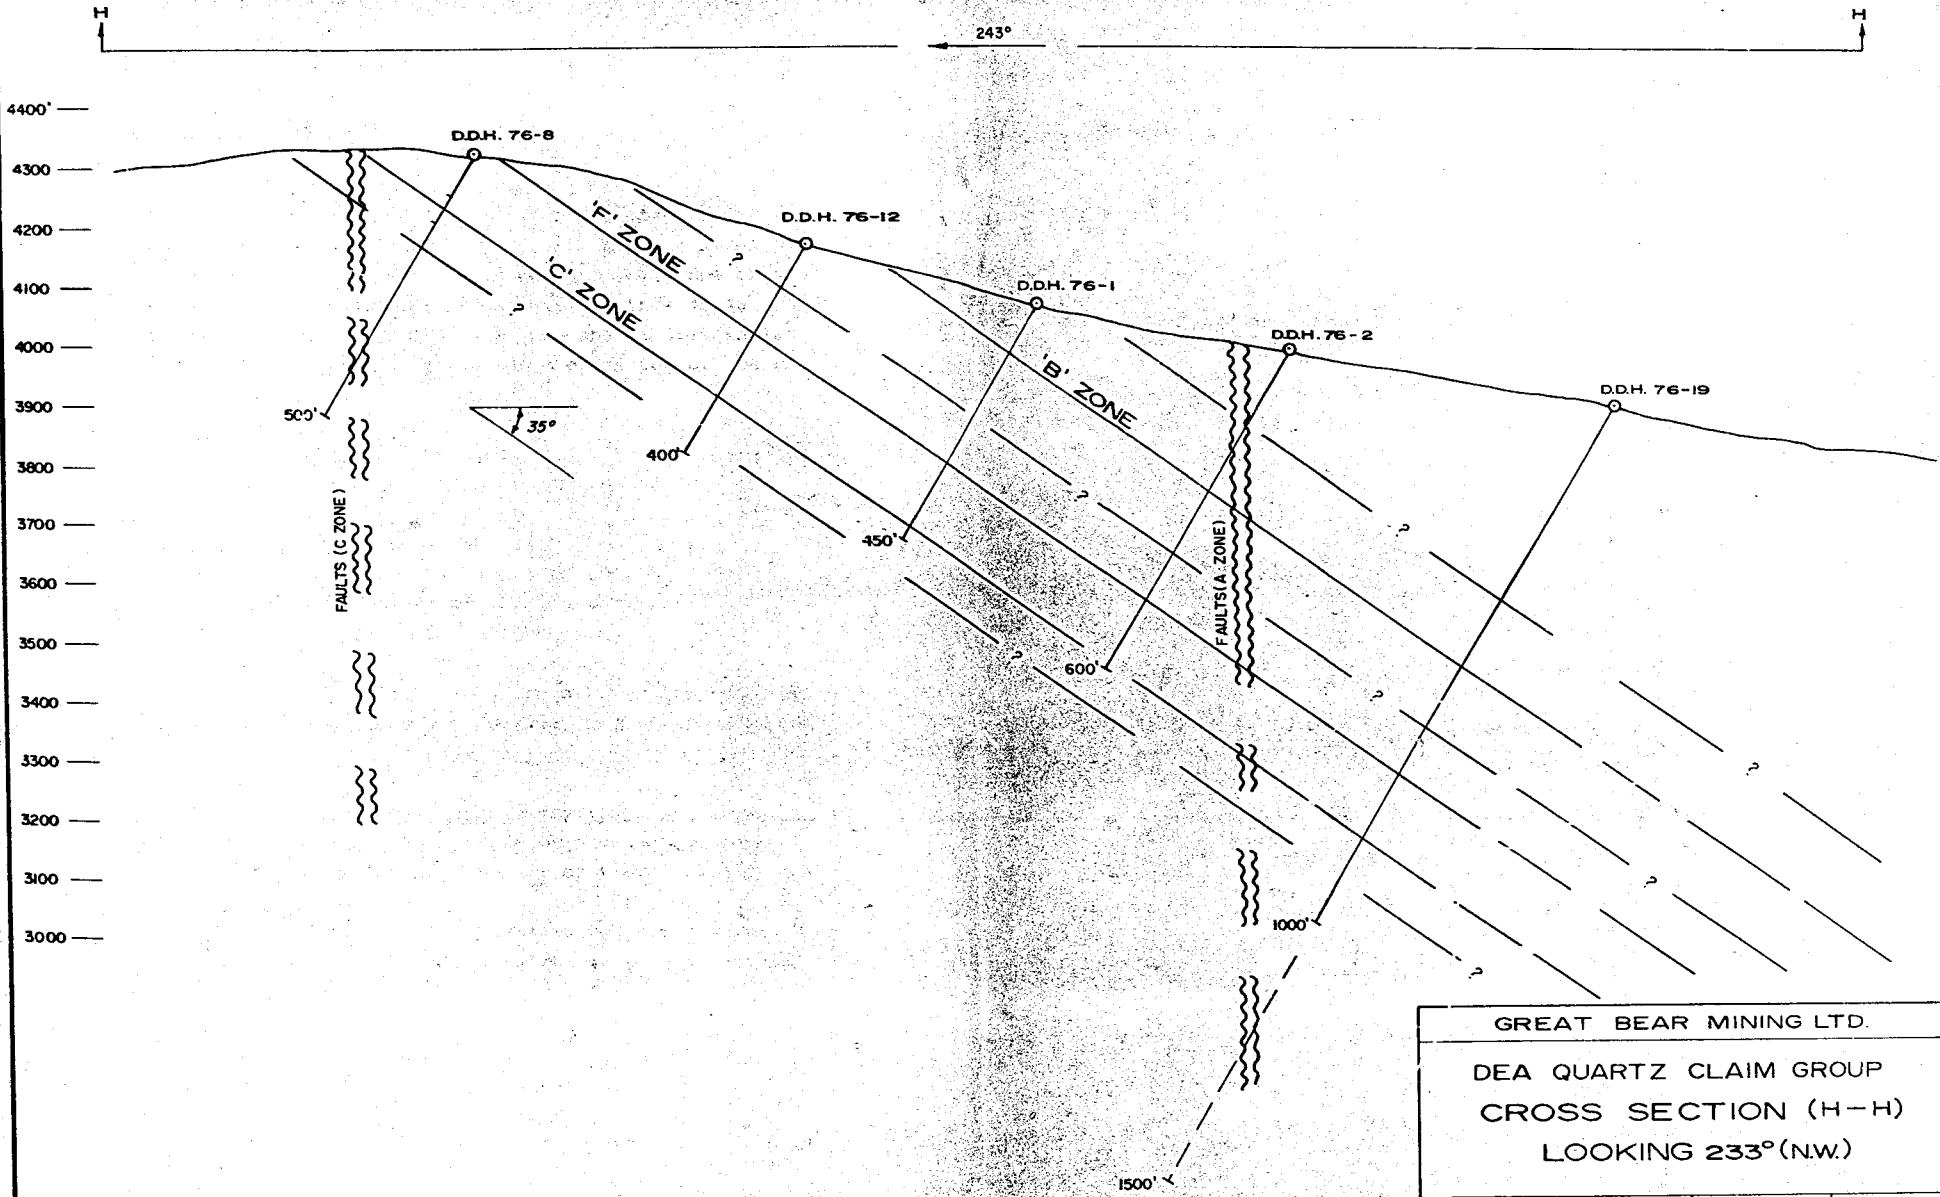 H
H
243°
4400'
4300
4200
4100
4000
3900
3800
3700
3600
3500
3400
3300
3200
3100
3000
D.D.H. 76-8
D.D.H. 76-12
D.D.H. 76-1
D.D.H. 76-2
D.D.H. 76-19
'F' ZONE
'C' ZONE
'B' ZONE
?
?
?
?
?
?
?
?
?
35°
500'
400'
450'
600'
1000'
1500'
FAULTS (C ZONE)
FAULTS (A ZONE)
GREAT BEAR MINING LTD.
DEA QUARTZ CLAIM GROUP
CROSS SECTION (H-H)
LOOKING 233° (N.W.)